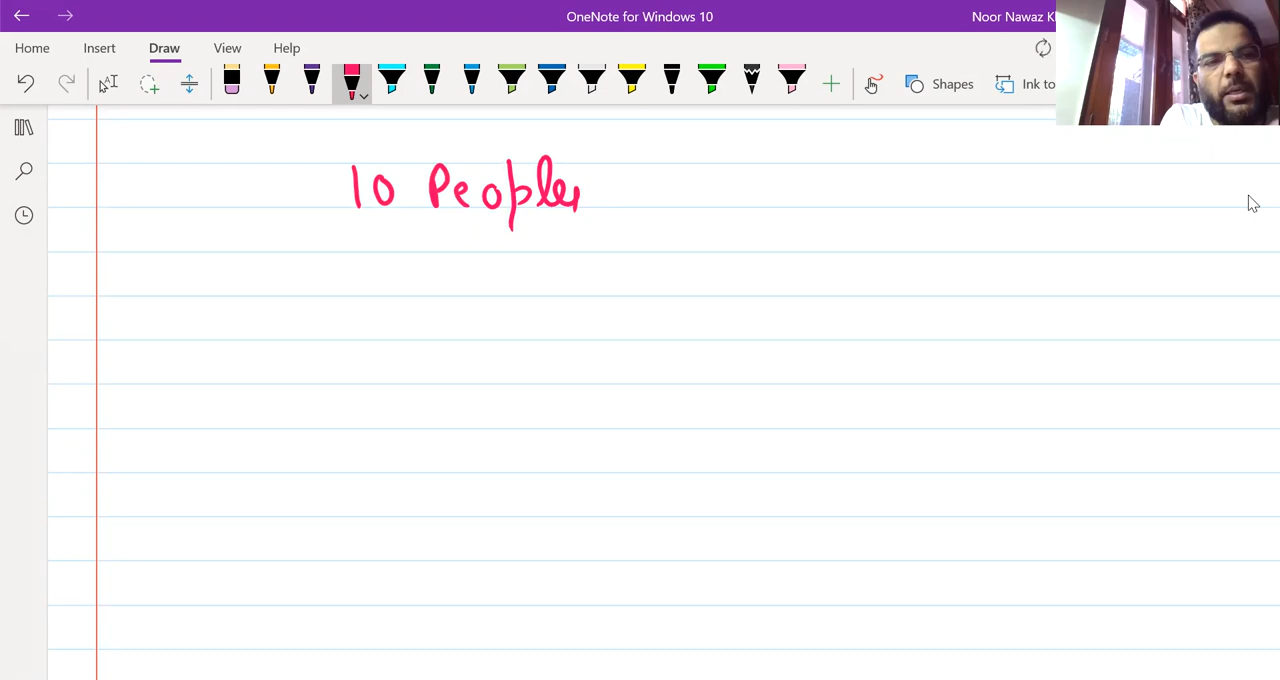 OneNote for Windows 10
Noor Nawaz
Home Insert Draw View Help
Shapes
Ink to
10 People